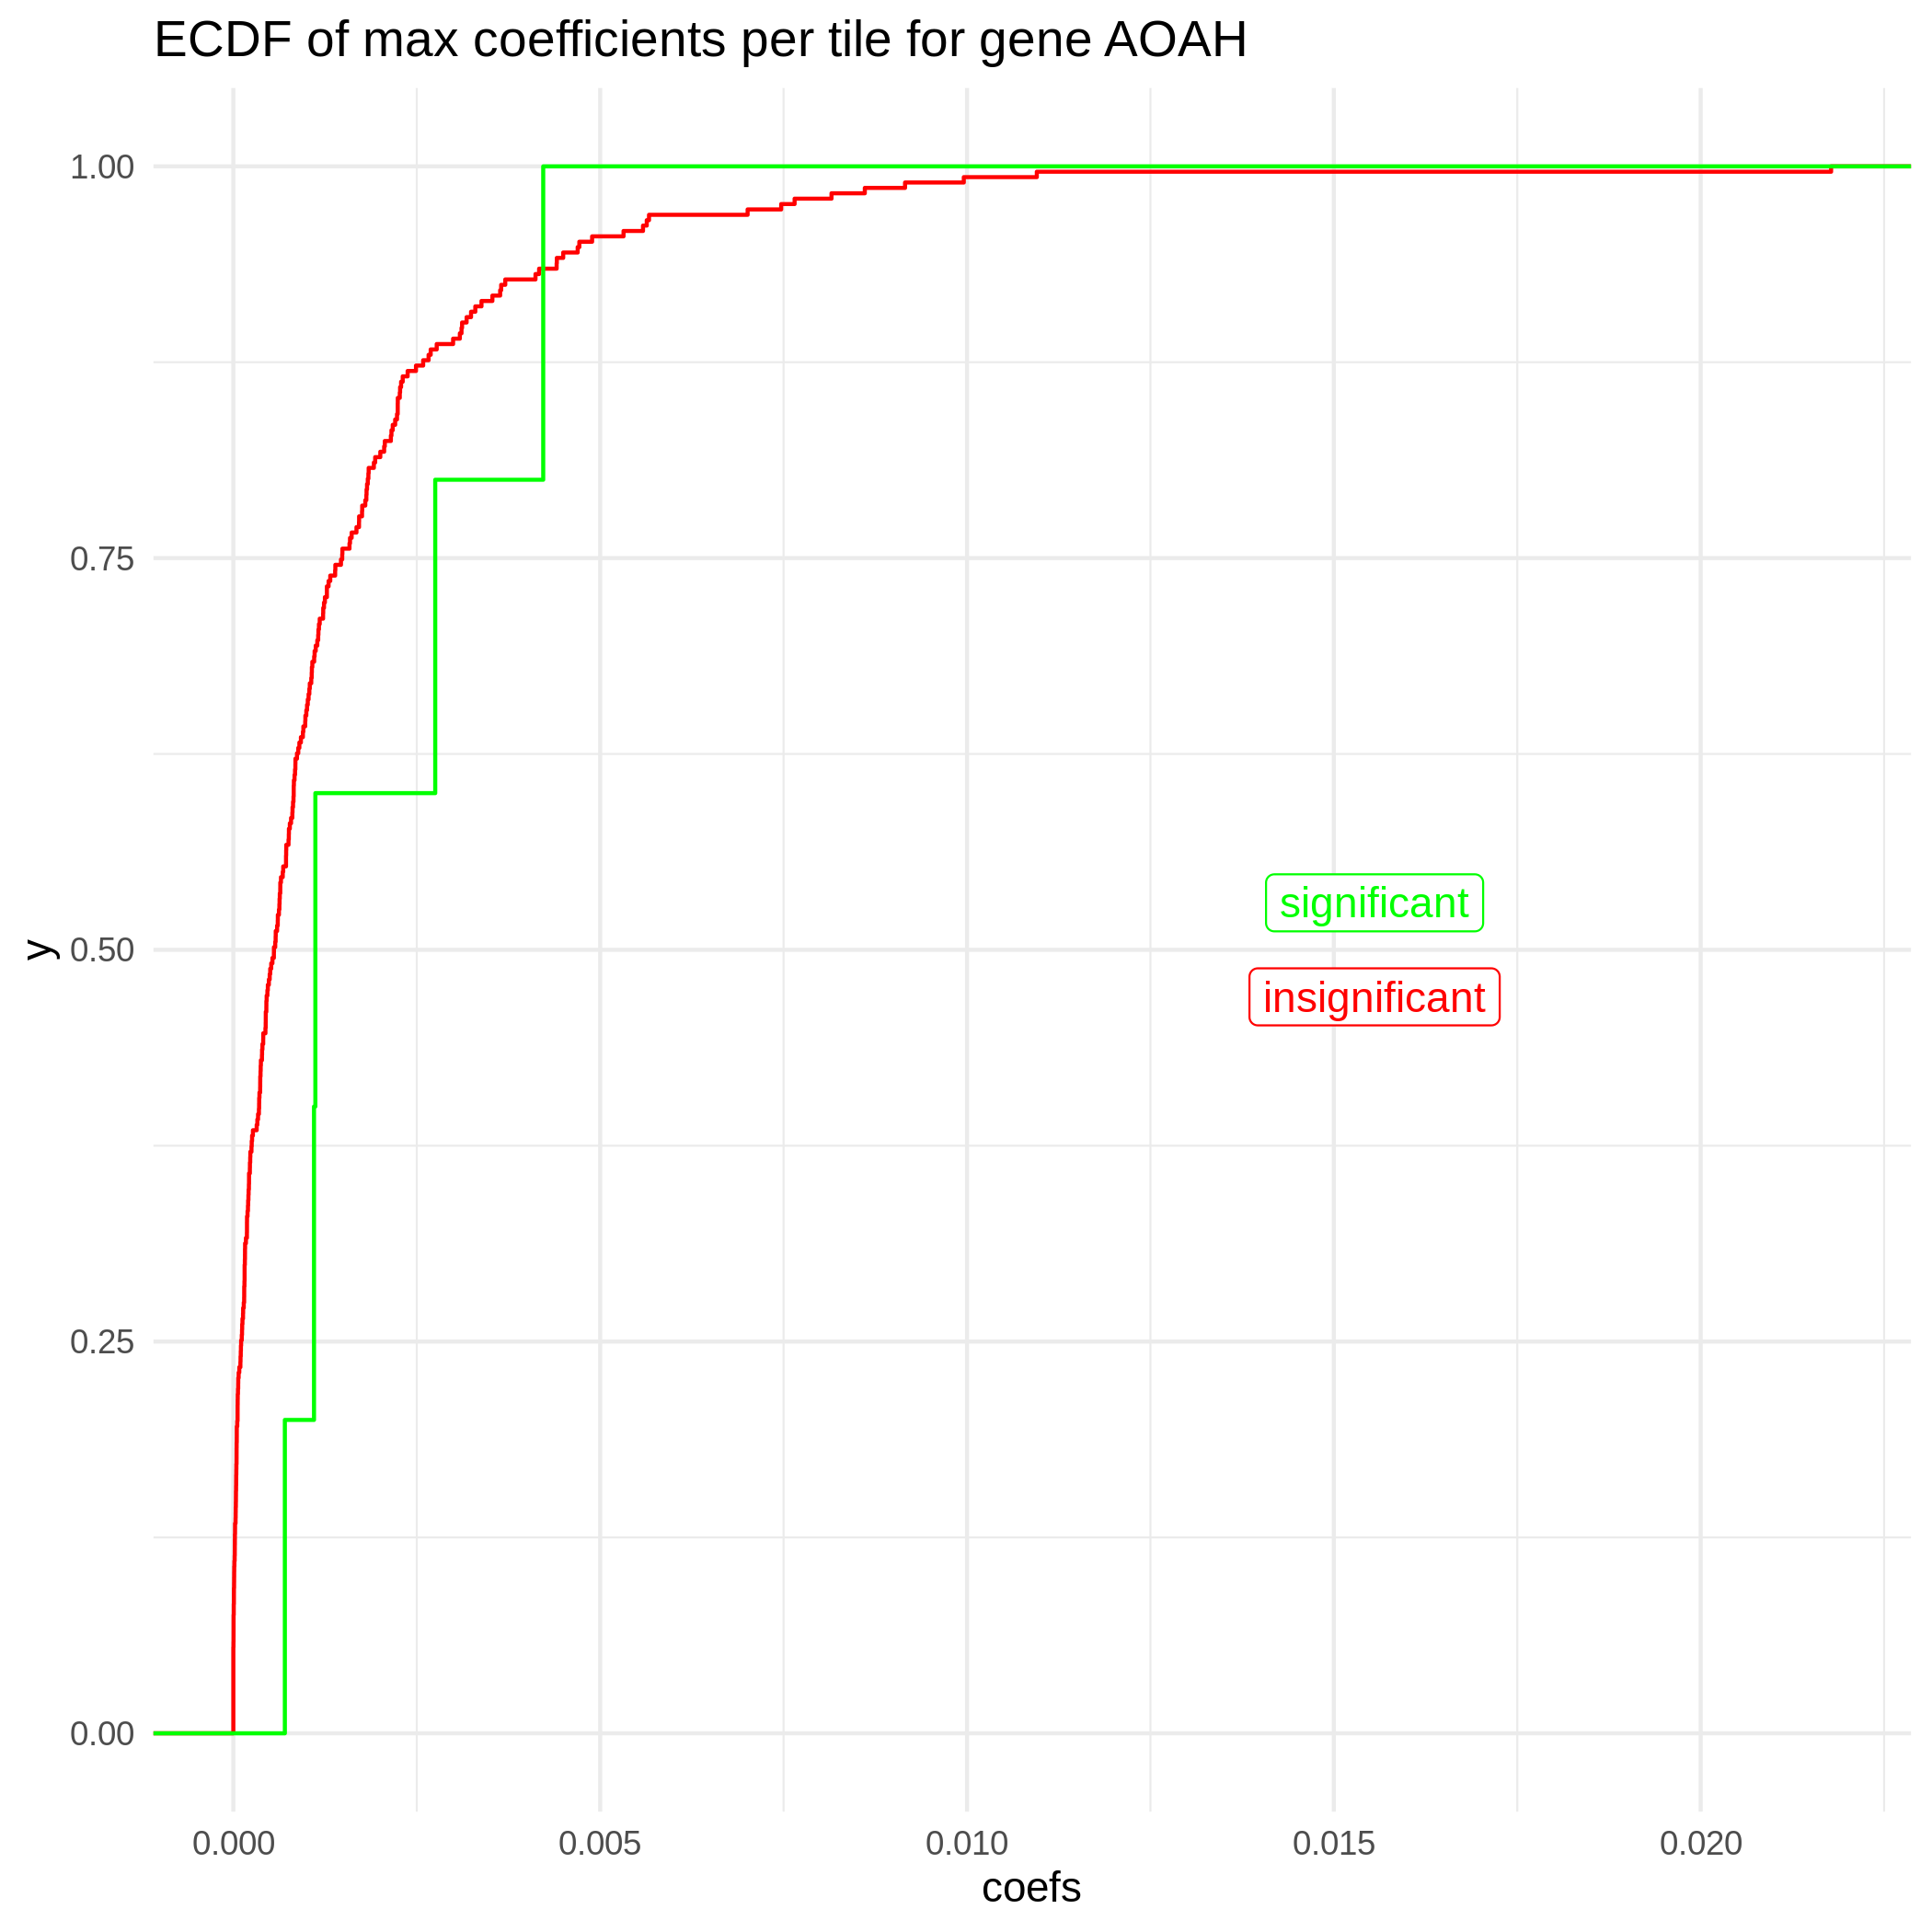 ECDF of max coefficients per tile for gene AOAH
1.00
0.75
0.50
0.25
0.00
y
significant
insignificant
0.000
0.005
0.010
0.015
0.020
coefs